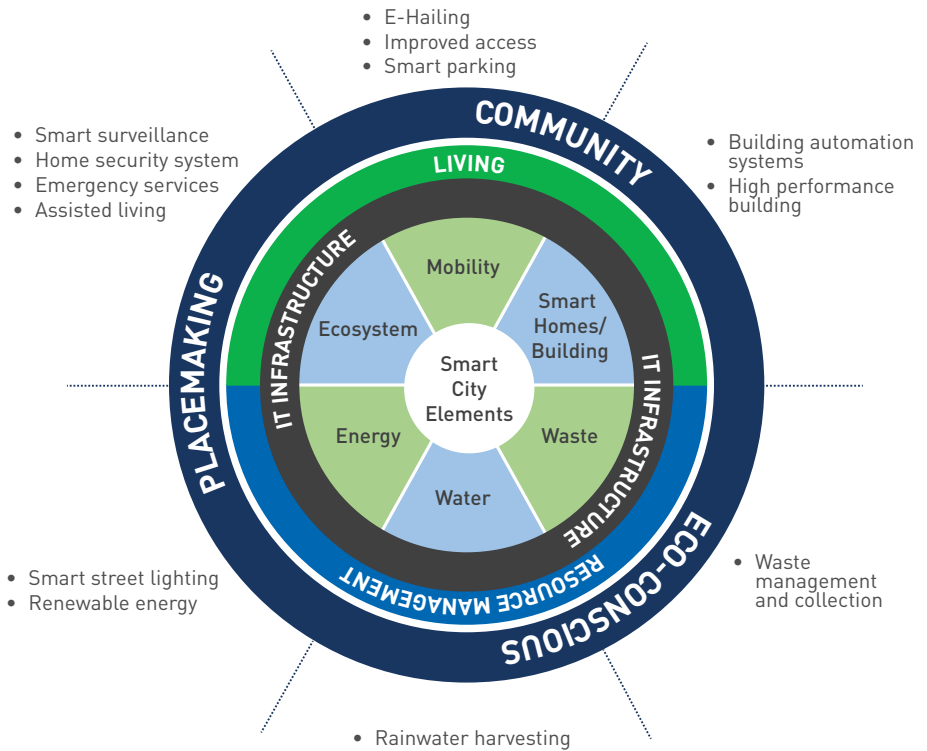 • E-Hailing
• Improved access
• Smart parking
• Smart surveillance
• Home security system
• Emergency services
• Assisted living
• Building automation
systems
• High performance
building
COMMUNITY
LIVING
PLACEMAKING
IT INFRASTRUCTURE
IT INFRASTRUCTURE
Mobility
Ecosystem
Smart
Homes/
Building
Smart
City
Elements
Energy
Waste
Water
RESOURCE MANAGEMENT
ECO-CONSCIOUS
• Smart street lighting
• Renewable energy
• Waste
management
and collection
• Rainwater harvesting